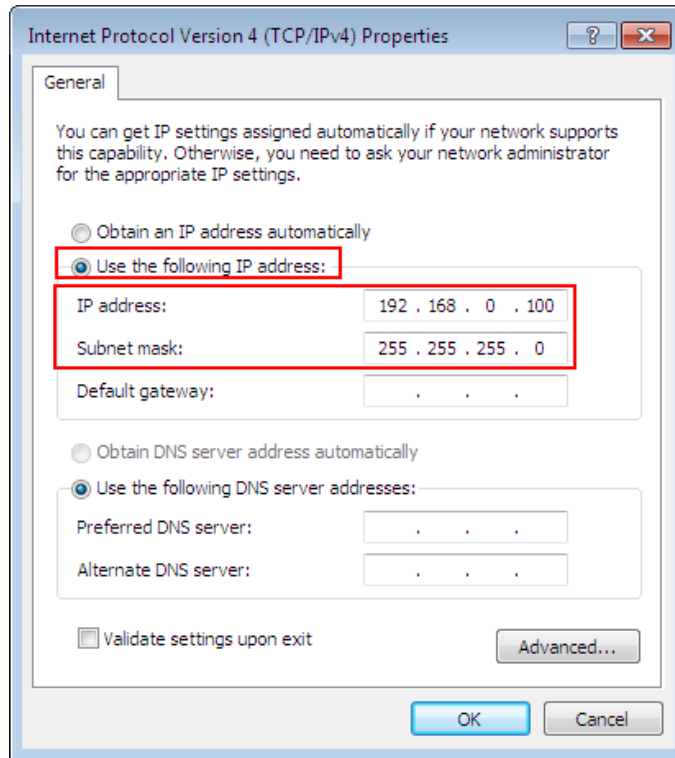 Internet Protocol Version 4 (TCP/IPv4) Properties
General
You can get IP settings assigned automatically if your network supports
this capability. Otherwise, you need to ask your network administrator
for the appropriate IP settings.
Obtain an IP address automatically
Use the following IP address:
IP address: 192 . 168 . 0 . 100
Subnet mask: 255 . 255 . 255 . 0
Default gateway: . . .
Obtain DNS server address automatically
Use the following DNS server addresses:
Preferred DNS server: . . .
Alternate DNS server: . . .
Validate settings upon exit
Advanced...
OK Cancel